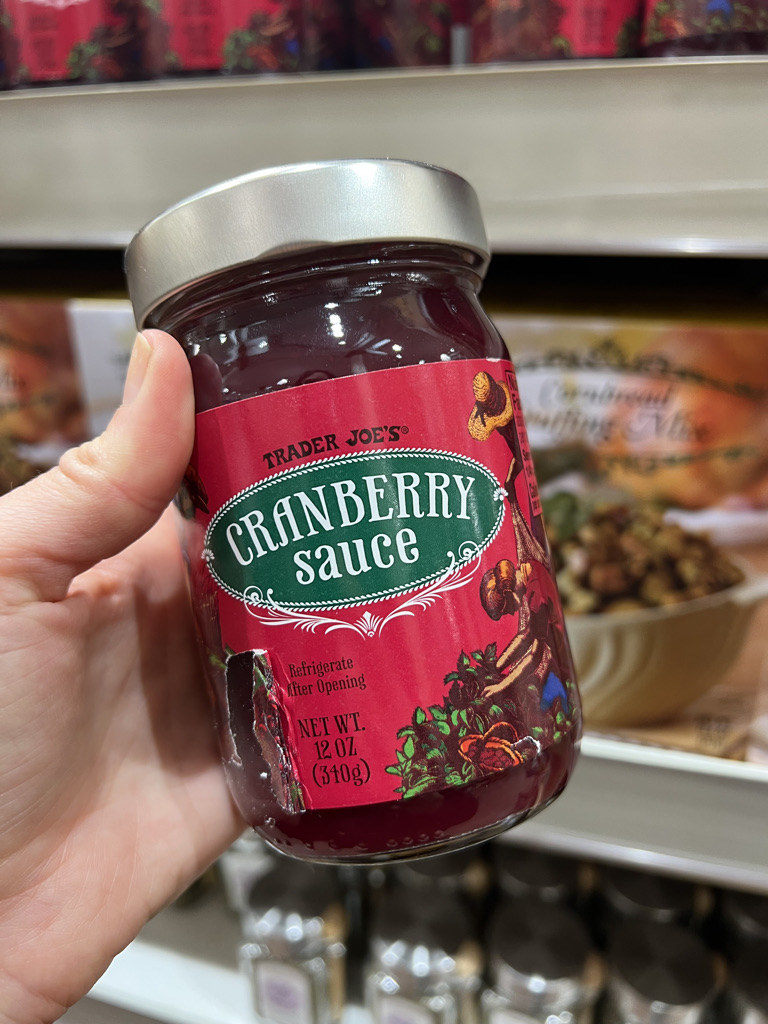 TRADER JOE'S®
CRANBERRY
sauce
Refrigerate
After Opening
NET WT.
12 OZ
(340g)
Cornbread
Stuffing Mix